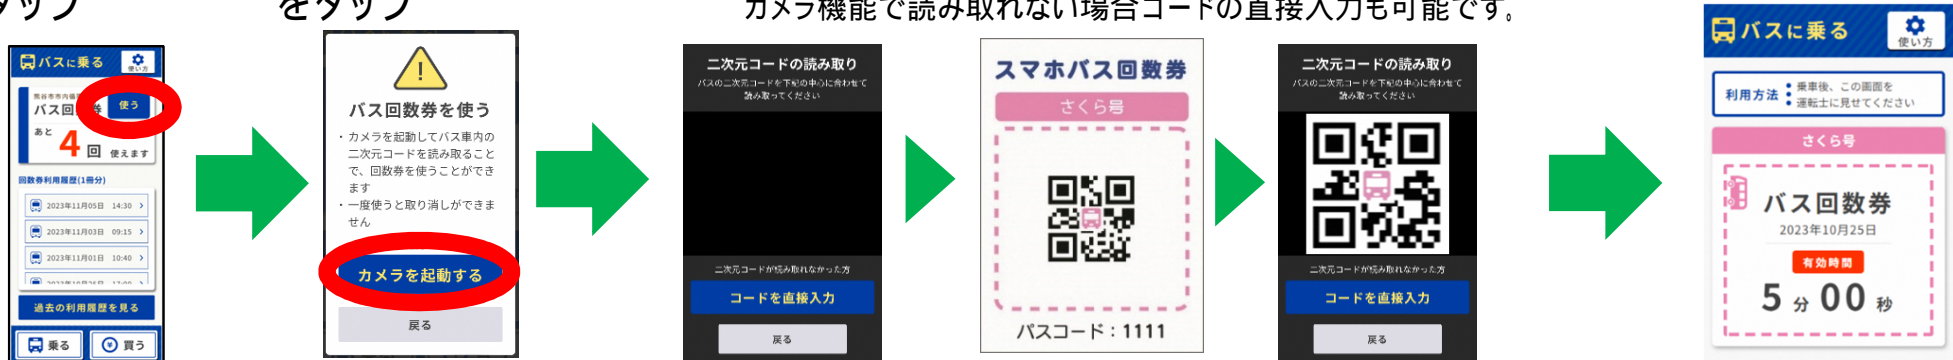 タップ
をタップ
カメラ機能で読み取れない場合コードの直接入力も可能です。
バスに乗る
使い方
バス回数券
使う
あと
4 回 使えます
回数券利用履歴(1冊分)
2023年11月05日 14:30
2023年11月03日 09:15
2023年11月01日 10:40
過去の利用履歴を見る
乗る
買う
バス回数券を使う
・カメラを起動してバス車内の
二次元コードを読み取ること
で、回数券を使うことができ
ます
・一度使うと取り消しができま
せん
カメラを起動する
戻る
二次元コードの読み取り
バスの二次元コードを下記の中心に合わせて
読み取ってください
二次元コードが読み取れなかった方
コードを直接入力
戻る
スマホバス回数券
さくら号
パスコード：1111
二次元コードの読み取り
バスの二次元コードを下記の中心に合わせて
読み取ってください
二次元コードが読み取れなかった方
コードを直接入力
戻る
バスに乗る
使い方
利用方法
乗車後、この画面を
運転士に見せてください
さくら号
バス回数券
2023年10月25日
有効時間
5 分 00 秒